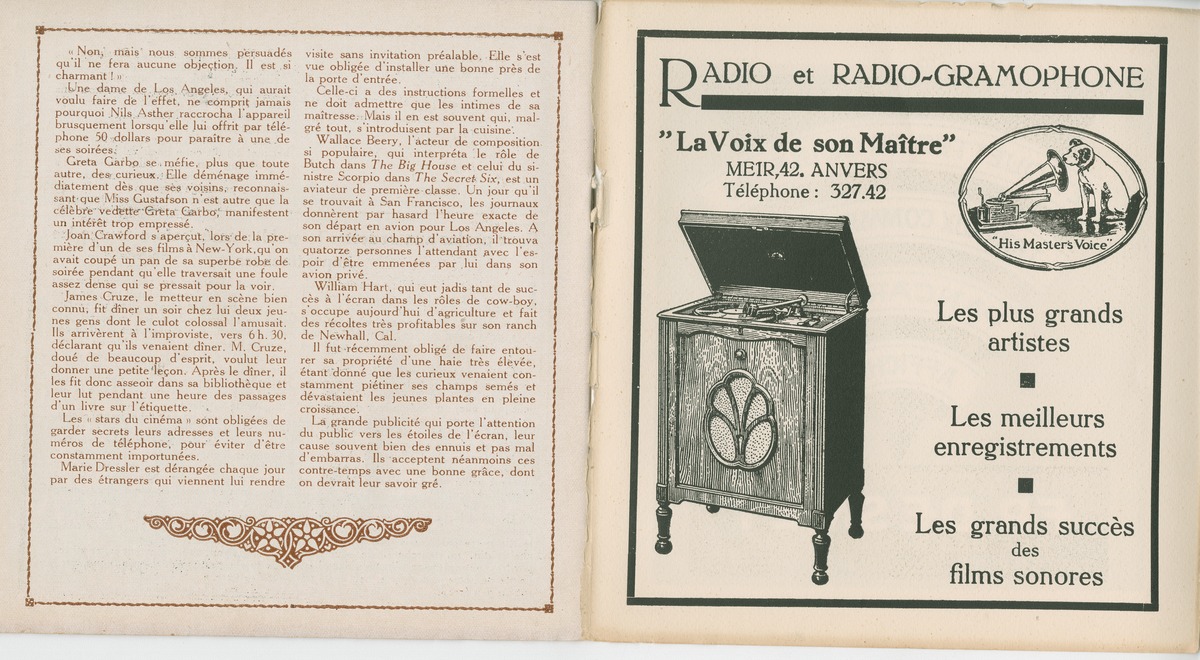 « Non, mais nous sommes persuadés
qu'il ne fera aucune objection. Il est si
charmant ! »
Une dame de Los Angeles, qui aurait
voulu faire de l'effet, ne comprit jamais
pourquoi Nils Asther raccrocha l'appareil
brusquement lorsqu'elle lui offrit par télé-
phone 50 dollars pour paraître à une de
ses soirées.
Greta Garbo se méfie, plus que toute
autre, des curieux. Elle déménage immé-
diatement dès que ses voisins, reconnais-
sant que Miss Gustafson n'est autre que la
célèbre vedette Greta Garbo, manifestent
un intérêt trop empressé.
Joan Crawford s'aperçut, lors de la pre-
mière d'un de ses films à New-York, qu'on
avait coupé un pan de sa superbe robe de
soirée pendant qu'elle traversait une foule
assez dense qui se pressait pour la voir.
James Cruze, le metteur en scène bien
connu, fit dîner un soir chez lui deux jeu-
nes gens dont le culot colossal l'amusait.
Ils arrivèrent à l'improviste, vers 6 h. 30,
déclarant qu'ils venaient dîner. M. Cruze,
doué de beaucoup d'esprit, voulut leur
donner une petite leçon. Après le dîner, il
les fit donc asseoir dans sa bibliothèque et
leur lut pendant une heure des passages
d'un livre sur l'étiquette.
Les « stars du cinéma » sont obligées de
garder secrets leurs adresses et leurs nu-
méros de téléphone, pour éviter d'être
constamment importunées.
Marie Dressler est dérangée chaque jour
par des étrangers qui viennent lui rendre
visite sans invitation préalable. Elle s'est
vue obligée d'installer une bonne près de
la porte d'entrée.
Celle-ci a des instructions formelles et
ne doit admettre que les intimes de sa
maîtresse. Mais il en est souvent qui, mal-
gré tout, s'introduisent par la cuisine.
Wallace Beery, l'acteur de composition
si populaire, qui interpréta le rôle de
Butch dans The Big House et celui du si-
nistre Scorpio dans The Secret Six, est un
aviateur de première classe. Un jour qu'il
se trouvait à San Francisco, les journaux
donnèrent par hasard l'heure exacte de
son départ en avion pour Los Angeles. A
son arrivée au champ d'aviation, il trouva
quatorze personnes l'attendant avec l'es-
poir d'être emmenées par lui dans son
avion privé.
William Hart, qui eut jadis tant de suc-
cès à l'écran dans les rôles de cow-boy,
s'occupe aujourd'hui d'agriculture et fait
des récoltes très profitables sur son ranch
de Newhall, Cal.
Il fut récemment obligé de faire entou-
rer sa propriété d'une haie très élevée,
étant donné que les curieux venaient con-
stamment piétiner ses champs semés et
dévastaient les jeunes plantes en pleine
croissance.
La grande publicité qui porte l'attention
du public vers les étoiles de l'écran, leur
cause souvent bien des ennuis et pas mal
d'embarras. Ils acceptent néanmoins ces
contre-temps avec une bonne grâce, dont
on devrait leur savoir gré.
RADIO et RADIO-GRAMOPHONE
"La Voix de son Maître"
MEIR, 42. ANVERS
Téléphone : 327.42
"His Master's Voice"
Les plus grands
artistes
Les meilleurs
enregistrements
Les grands succès
des
films sonores